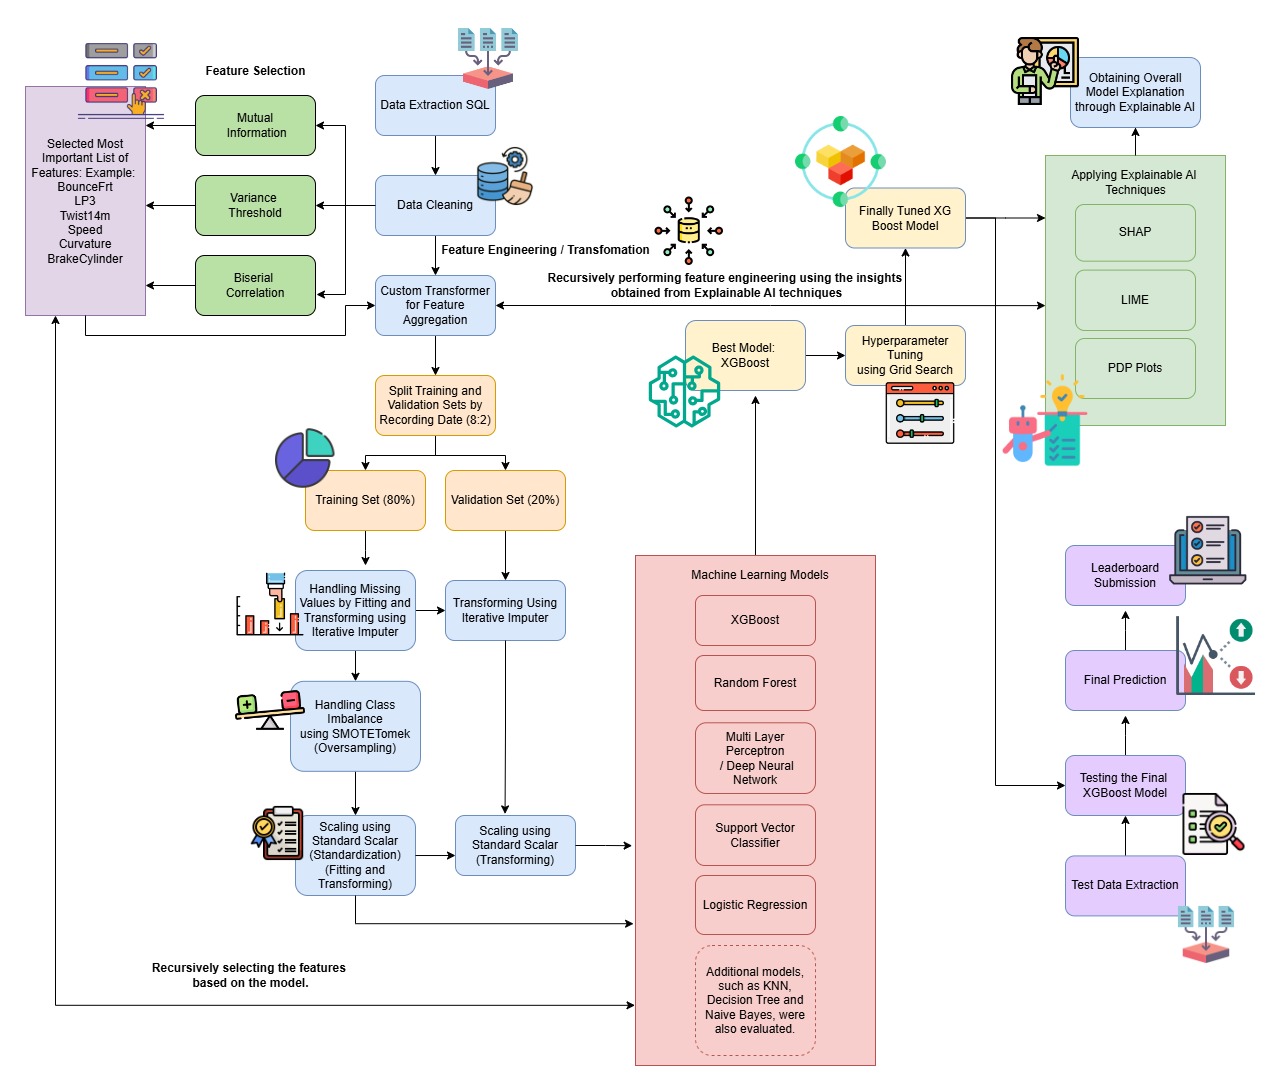 Feature Selection
Data Extraction SQL
Obtaining Overall
Model Explanation
through Explainable AI
Selected Most
Important List of
Features: Example:
BounceFrt
LP3
Twist14m
Speed
Curvature
BrakeCylinder
Mutual
Information
Variance
Threshold
Biserial
Correlation
Data Cleaning
Feature Engineering / Transfomation
Custom Transformer
for Feature
Aggregation
Recursively performing feature engineering using the insights
obtained from Explainable AI techniques
Finally Tuned XG
Boost Model
Applying Explainable AI
Techniques
SHAP
LIME
PDP Plots
Best Model:
XGBoost
Hyperparameter
Tuning
using Grid Search
Split Training and
Validation Sets by
Recording Date (8:2)
Training Set (80%)
Validation Set (20%)
Handling Missing
Values by Fitting and
Transforming using
Iterative Imputer
Transforming Using
Iterative Imputer
Handling Class
Imbalance
using SMOTETomek
(Oversampling)
Scaling using
Standard Scalar
(Standardization)
(Fitting and
Transforming)
Scaling using
Standard Scalar
(Transforming)
Machine Learning Models
XGBoost
Random Forest
Multi Layer
Perceptron
/ Deep Neural
Network
Support Vector
Classifier
Logistic Regression
Additional models,
such as KNN,
Decision Tree and
Naive Bayes, were
also evaluated.
Recursively selecting the features
based on the model.
Leaderboard
Submission
Final Prediction
Testing the Final
XGBoost Model
Test Data Extraction